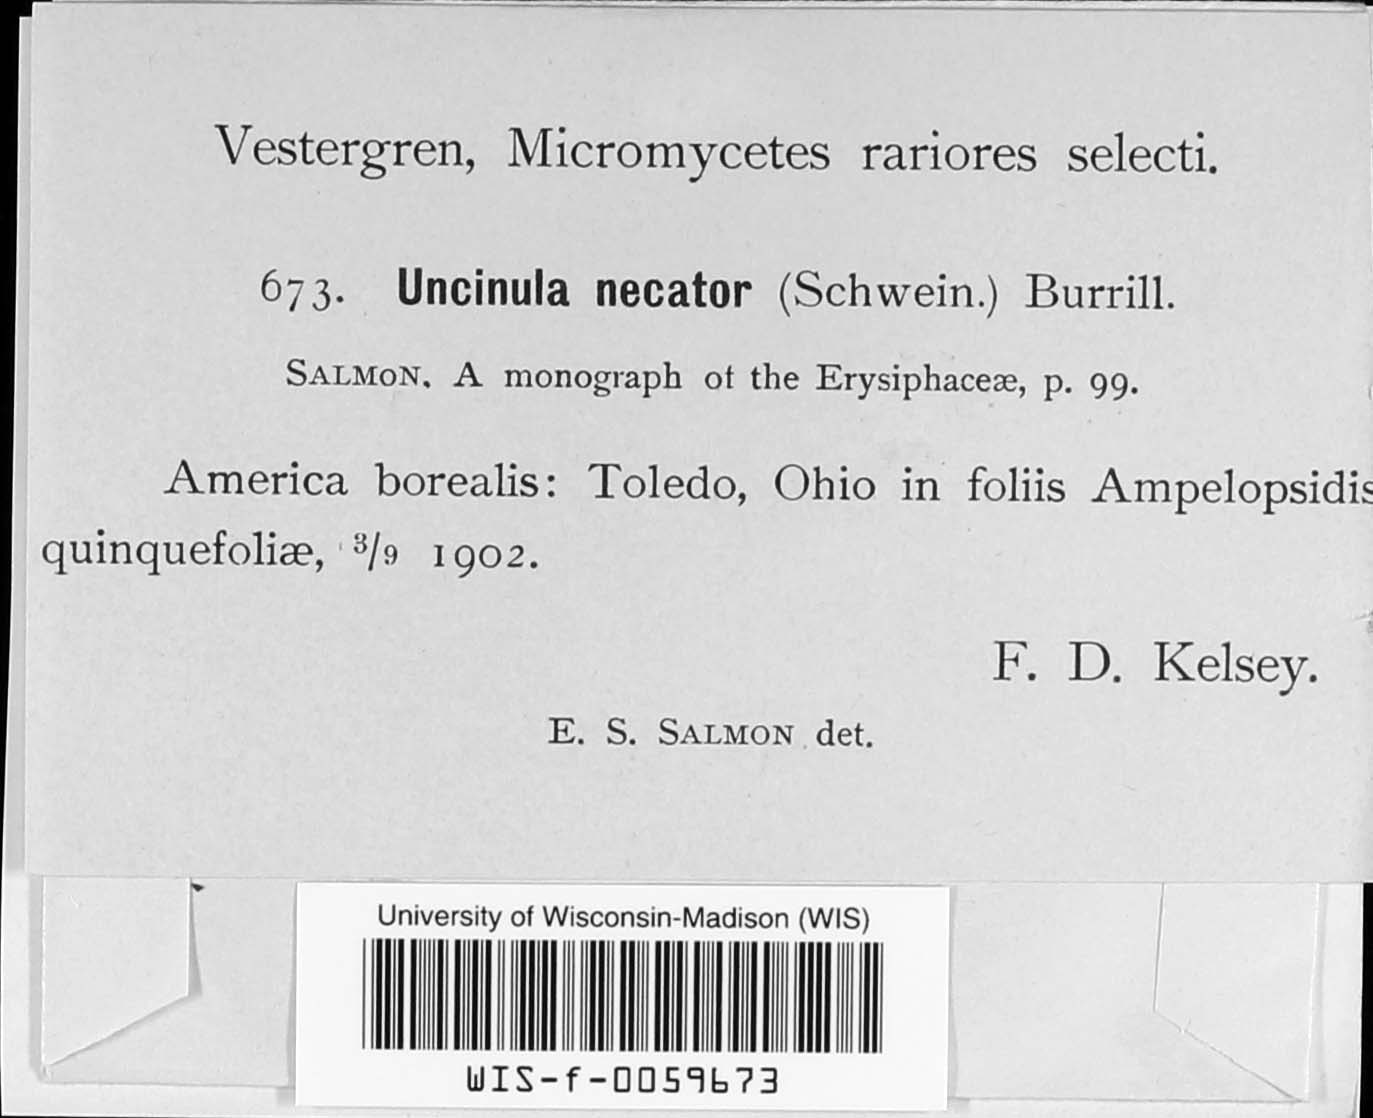 Vestergren, Micromycetes rariores selecti.
673. Uncinula necator (Schwein.) Burrill.
SALMON. A monograph of the Erysiphaceæ, p. 99.
America borealis: Toledo, Ohio in foliis Ampelopsidis
quinquefoliæ, 3/9 1902.
F. D. Kelsey.
E. S. SALMON det.
University of Wisconsin-Madison (WIS)
WIS-f-0059673